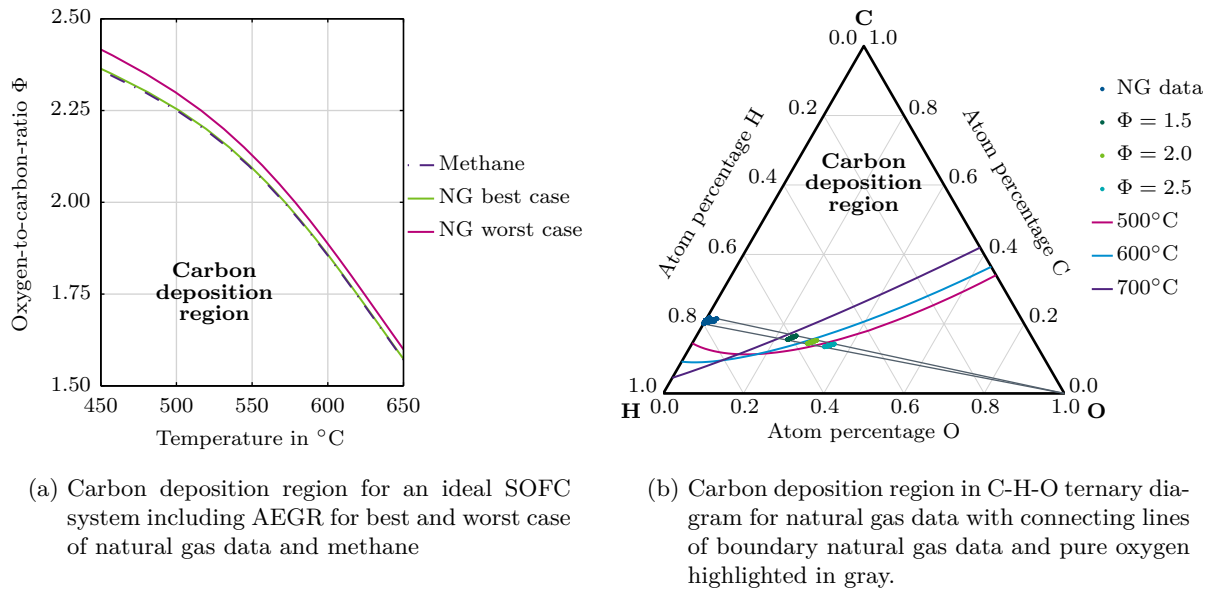 2.50
2.25
2.00
1.75
1.50
Oxygen-to-carbon-ratio Φ
450 500 550 600 650
Temperature in °C
Carbon
deposition
region
Methane
NG best case
NG worst case
(a) Carbon deposition region for an ideal SOFC
system including AEGR for best and worst case
of natural gas data and methane
C
0.0 1.0
0.2 0.8
0.4 0.6
0.6 0.4
0.8 0.2
1.0 0.0
Atom percentage H
Atom percentage C
Carbon
deposition
region
H 0.0 0.2 0.4 0.6 0.8 1.0 O
Atom percentage O
NG data
Φ = 1.5
Φ = 2.0
Φ = 2.5
500°C
600°C
700°C
(b) Carbon deposition region in C-H-O ternary dia-
gram for natural gas data with connecting lines
of boundary natural gas data and pure oxygen
highlighted in gray.